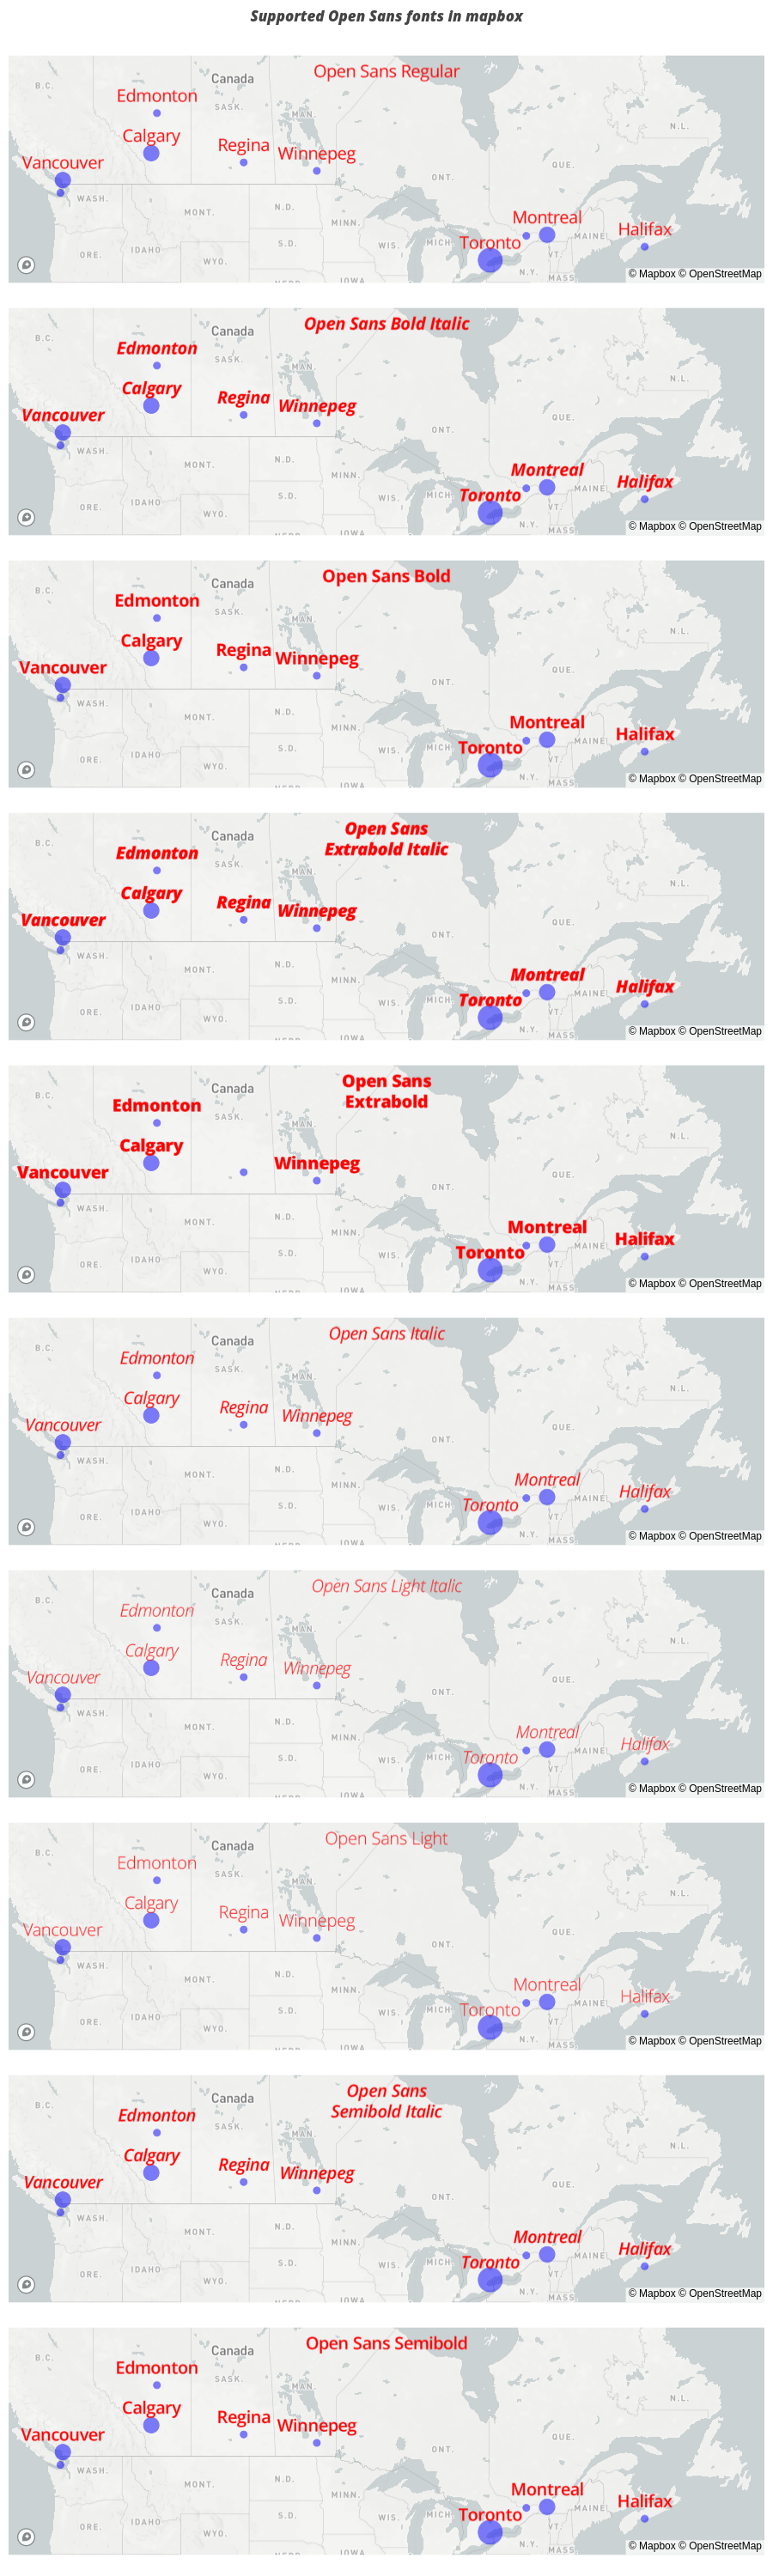 Supported Open Sans fonts in mapbox
Open Sans Regular
Canada
B.C.
Edmonton
SASK.
MAN.
Calgary
N.L.
Regina
Winnepeg
Vancouver
QUE.
ONT.
WASH.
N.D.
MONT.
MINN.
Montreal
Halifax
ORE.
IDAHO
S.D.
WIS.
MICH
Toronto
VT.
MAINE
WYO.
N.Y.
MASS
IOWA
© Mapbox © OpenStreetMap
Open Sans Bold Italic
Canada
B.C.
Edmonton
SASK.
MAN.
Calgary
N.L.
Regina
Winnepeg
Vancouver
QUE.
ONT.
WASH.
N.D.
MONT.
MINN.
Montreal
Halifax
ORE.
IDAHO
S.D.
WIS.
MICH
Toronto
VT.
MAINE
WYO.
N.Y.
MASS
IOWA
© Mapbox © OpenStreetMap
Open Sans Bold
Canada
B.C.
Edmonton
SASK.
MAN.
Calgary
N.L.
Regina
Winnepeg
Vancouver
QUE.
ONT.
WASH.
N.D.
MONT.
MINN.
Montreal
Halifax
ORE.
IDAHO
S.D.
WIS.
MICH
Toronto
VT.
MAINE
WYO.
N.Y.
MASS
IOWA
© Mapbox © OpenStreetMap
Open Sans
Extrabold Italic
Canada
B.C.
Edmonton
SASK.
MAN.
Calgary
N.L.
Regina
Winnepeg
Vancouver
QUE.
ONT.
WASH.
N.D.
MONT.
MINN.
Montreal
Halifax
ORE.
IDAHO
S.D.
WIS.
MICH
Toronto
VT.
MAINE
WYO.
N.Y.
MASS
IOWA
© Mapbox © OpenStreetMap
Open Sans
Extrabold
Canada
B.C.
Edmonton
SASK.
MAN.
Calgary
N.L.
Winnepeg
Vancouver
QUE.
ONT.
WASH.
N.D.
MONT.
MINN.
Montreal
Halifax
ORE.
IDAHO
S.D.
WIS.
MICH
Toronto
VT.
MAINE
WYO.
N.Y.
MASS
IOWA
© Mapbox © OpenStreetMap
Open Sans Italic
Canada
B.C.
Edmonton
SASK.
MAN.
Calgary
N.L.
Regina
Winnepeg
Vancouver
QUE.
ONT.
WASH.
N.D.
MONT.
MINN.
Montreal
Halifax
ORE.
IDAHO
S.D.
WIS.
MICH
Toronto
VT.
MAINE
WYO.
N.Y.
MASS
IOWA
© Mapbox © OpenStreetMap
Open Sans Light Italic
Canada
B.C.
Edmonton
SASK.
MAN.
Calgary
N.L.
Regina
Winnepeg
Vancouver
QUE.
ONT.
WASH.
N.D.
MONT.
MINN.
Montreal
Halifax
ORE.
IDAHO
S.D.
WIS.
MICH
Toronto
VT.
MAINE
WYO.
N.Y.
MASS
IOWA
© Mapbox © OpenStreetMap
Open Sans Light
Canada
B.C.
Edmonton
SASK.
MAN.
Calgary
N.L.
Regina
Winnepeg
Vancouver
QUE.
ONT.
WASH.
N.D.
MONT.
MINN.
Montreal
Halifax
ORE.
IDAHO
S.D.
WIS.
MICH
Toronto
VT.
MAINE
WYO.
N.Y.
MASS
IOWA
© Mapbox © OpenStreetMap
Open Sans
Semibold Italic
Canada
B.C.
Edmonton
SASK.
MAN.
Calgary
N.L.
Regina
Winnepeg
Vancouver
QUE.
ONT.
WASH.
N.D.
MONT.
MINN.
Montreal
Halifax
ORE.
IDAHO
S.D.
WIS.
MICH
Toronto
VT.
MAINE
WYO.
N.Y.
MASS
IOWA
© Mapbox © OpenStreetMap
Open Sans Semibold
Canada
B.C.
Edmonton
SASK.
MAN.
Calgary
N.L.
Regina
Winnepeg
Vancouver
QUE.
ONT.
WASH.
N.D.
MONT.
MINN.
Montreal
Halifax
ORE.
IDAHO
S.D.
WIS.
MICH
Toronto
VT.
MAINE
WYO.
N.Y.
MASS
IOWA
© Mapbox © OpenStreetMap